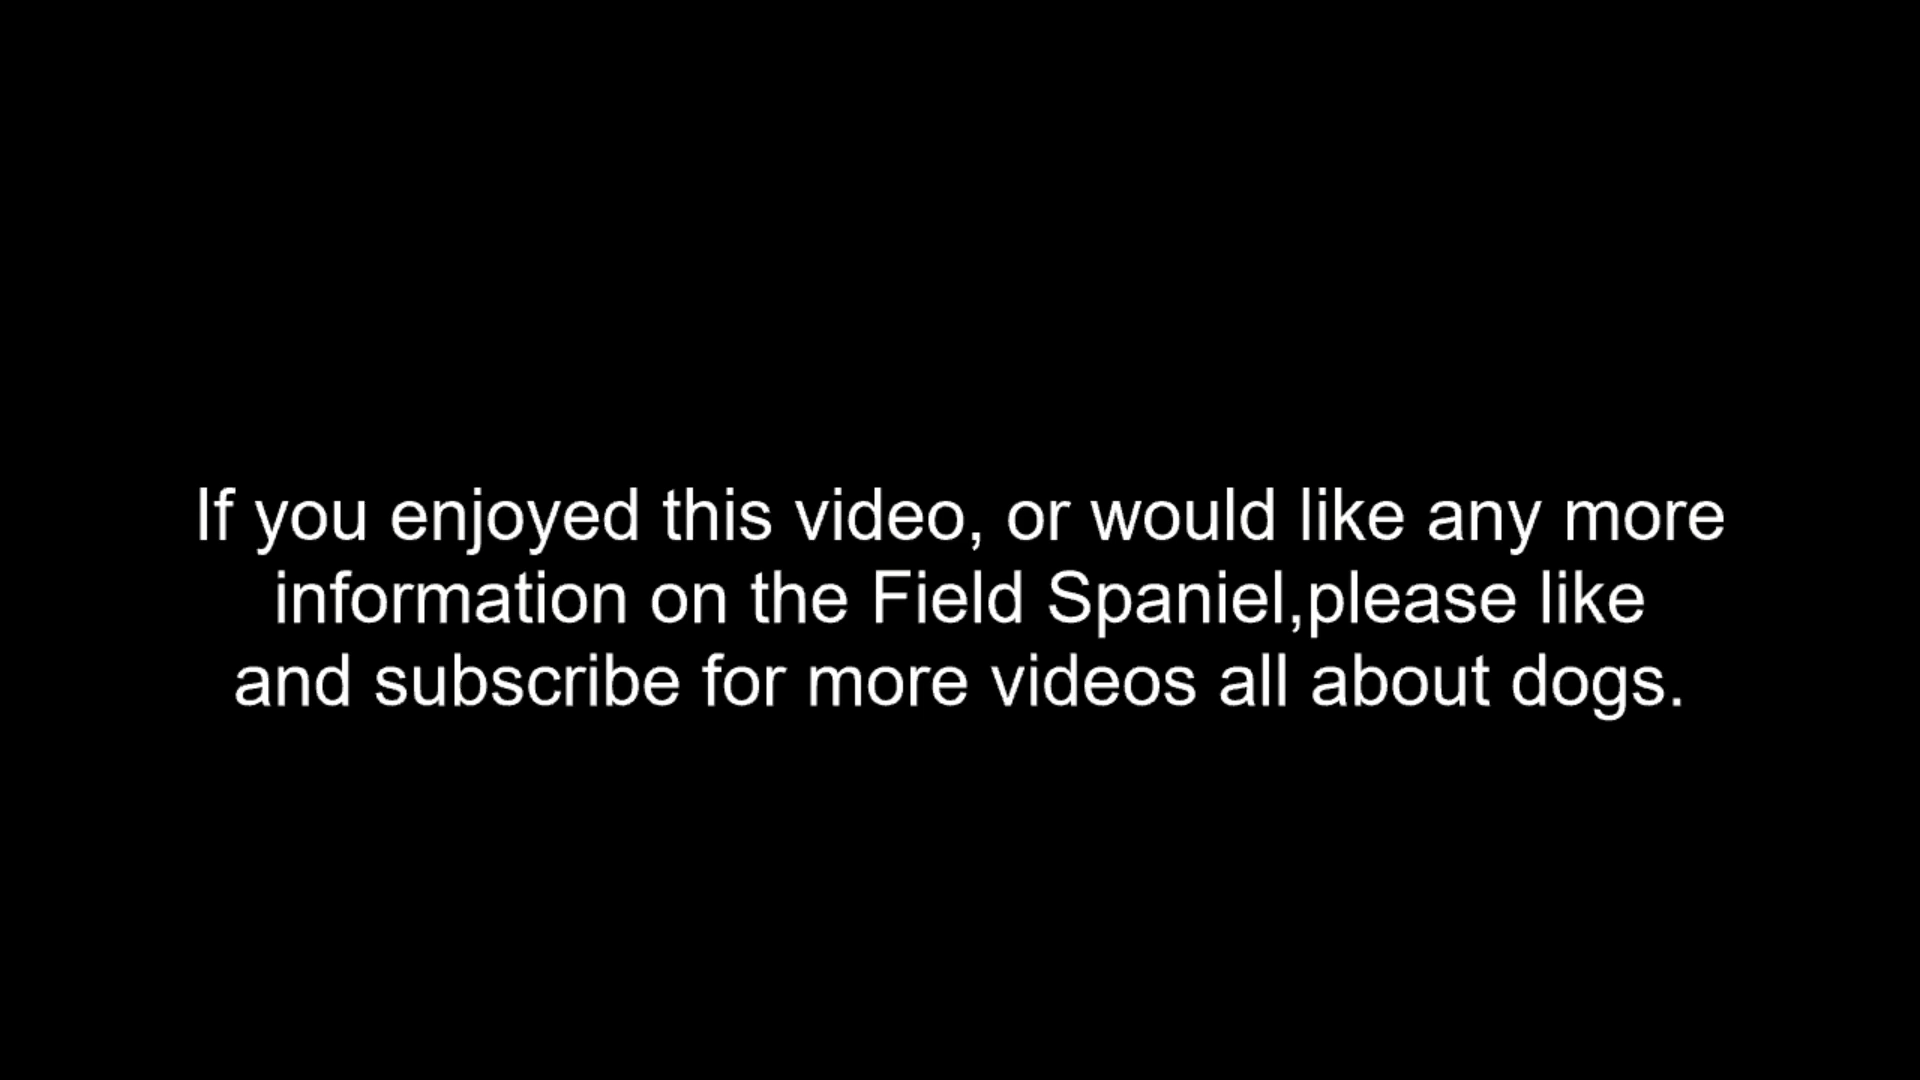 If you enjoyed this video, or would like any more
information on the Field Spaniel,please like
and subscribe for more videos all about dogs.